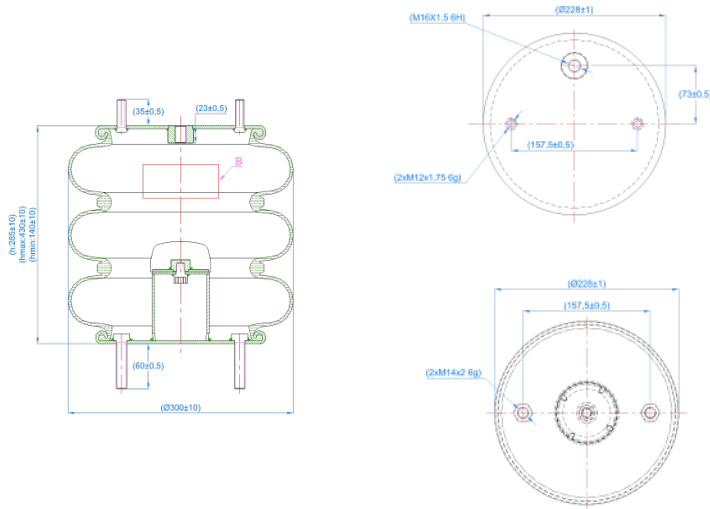 (35±0,5)
(23±0,5)
B
(h:285±10)
(hmax:430±10)
(hmin:140±10)
(60±0,5)
(Ø300±10)
(Ø228±1)
(M16X1.5 6H)
(73±0,5)
(157,5±0,5)
(2xM12x1.75 6g)
(Ø228±1)
(157,5±0,5)
(2xM14x2 6g)